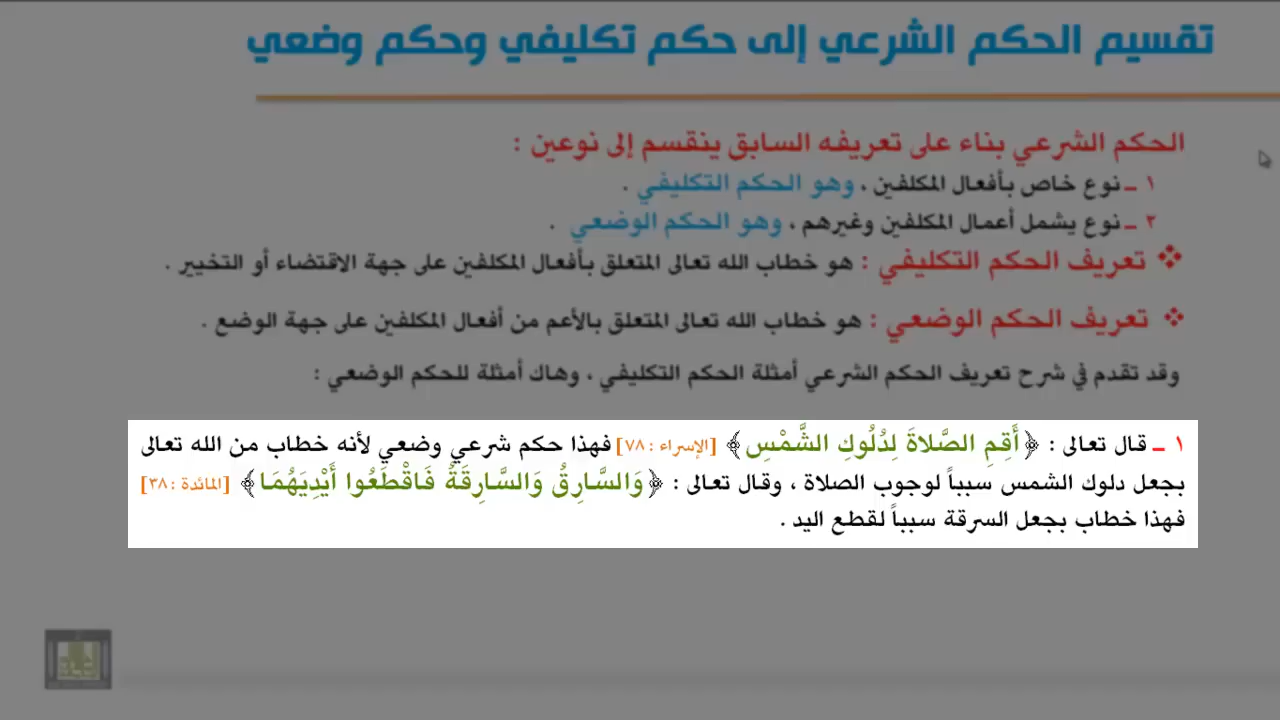 تقسيم الحكم الشرعي إلى حكم تكليفي وحكم وضعي
الحكم الشرعي بناء على تعريفه السابق ينقسم إلى نوعين :
١ ـ نوع خاص بأفعال المكلفين ، وهو الحكم التكليفي .
٢ ـ نوع يشمل أعمال المكلفين وغيرهم ، وهو الحكم الوضعي .
❖ تعريف الحكم التكليفي : هو خطاب الله تعالى المتعلق بأفعال المكلفين على جهة الاقتضاء أو التخيير .
❖ تعريف الحكم الوضعي : هو خطاب الله تعالى المتعلق بالأعم من أفعال المكلفين على جهة الوضع .
وقد تقدم في شرح تعريف الحكم الشرعي أمثلة الحكم التكليفي ، وهاك أمثلة للحكم الوضعي :
١ ـ قال تعالى : ﴿أَقِمِ الصَّلاةَ لِدُلُوكِ الشَّمْسِ﴾ [الإسراء : ٧٨] فهذا حكم شرعي وضعي لأنه خطاب من الله تعالى
بجعل دلوك الشمس سبباً لوجوب الصلاة ، وقال تعالى : ﴿وَالسَّارِقُ وَالسَّارِقَةُ فَاقْطَعُوا أَيْدِيَهُمَا﴾ [المائدة : ٣٨]
فهذا خطاب بجعل السرقة سبباً لقطع اليد .